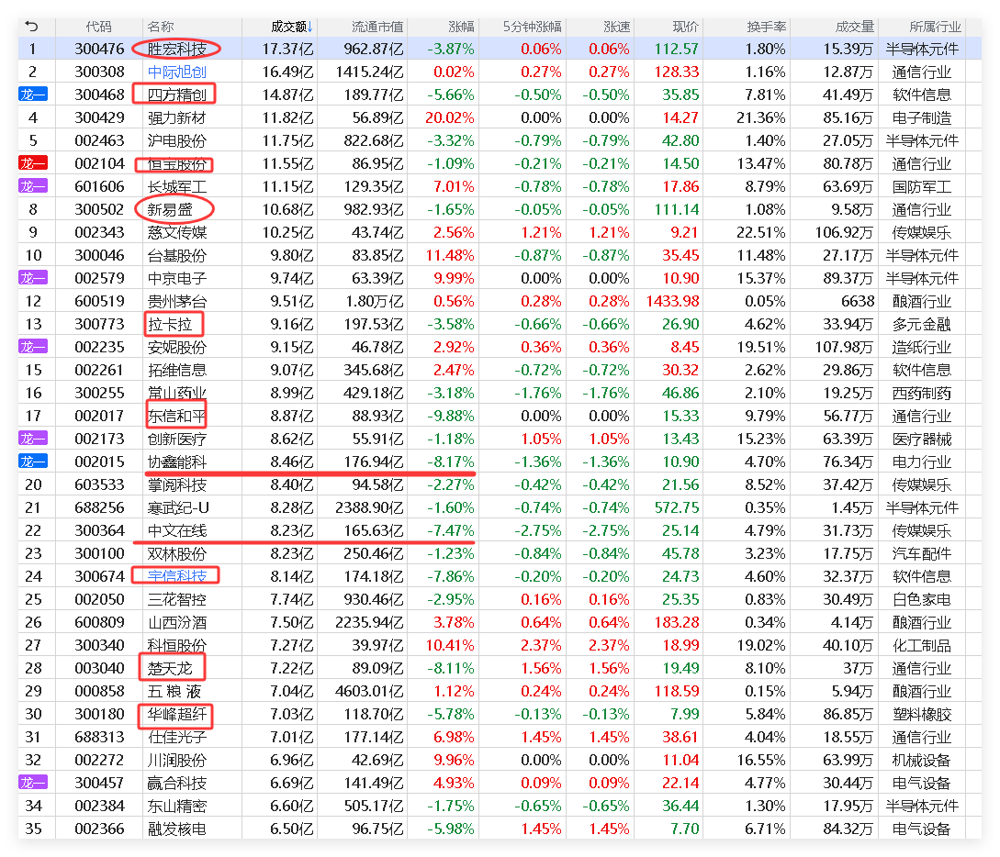 代码 名称 成交额↓ 流通市值 涨幅 5分钟涨幅 涨速 现价 换手率 成交量 所属行业
1 300476 胜宏科技 17.37亿 962.87亿 -3.87% 0.06% 0.06% 112.57 1.80% 15.39万 半导体元件
2 300308 中际旭创 16.49亿 1415.24亿 0.02% 0.27% 0.27% 128.33 1.16% 12.87万 通信行业
龙一 300468 四方精创 14.87亿 189.77亿 -5.66% -0.50% -0.50% 35.85 7.81% 41.49万 软件信息
4 300429 强力新材 11.82亿 56.89亿 20.02% 0.00% 0.00% 14.27 21.36% 85.16万 电子制造
5 002463 沪电股份 11.75亿 822.68亿 -3.32% -0.79% -0.79% 42.80 1.40% 27.05万 半导体元件
龙一 002104 恒宝股份 11.55亿 86.95亿 -1.09% -0.21% -0.21% 14.50 13.47% 80.78万 通信行业
龙一 601606 长城军工 11.15亿 129.35亿 7.01% -0.78% -0.78% 17.86 8.79% 63.69万 国防军工
8 300502 新易盛 10.68亿 982.93亿 -1.65% -0.05% -0.05% 111.14 1.08% 9.58万 通信行业
9 002343 慈文传媒 10.25亿 43.74亿 2.56% 1.21% 1.21% 9.21 22.51% 106.92万 传媒娱乐
10 300046 台基股份 9.80亿 83.85亿 11.48% -0.87% -0.87% 35.45 11.48% 27.17万 半导体元件
龙一 002579 中京电子 9.74亿 63.39亿 9.99% 0.00% 0.00% 10.90 15.37% 89.37万 半导体元件
12 600519 贵州茅台 9.51亿 1.80万亿 0.56% 0.28% 0.28% 1433.98 0.05% 6638 酿酒行业
13 300773 拉卡拉 9.16亿 197.53亿 -3.58% -0.66% -0.66% 26.90 4.62% 33.94万 多元金融
龙一 002235 安妮股份 9.15亿 46.78亿 2.92% 0.36% 0.36% 8.45 19.51% 107.98万 造纸行业
15 002261 拓维信息 9.07亿 345.68亿 2.47% -0.72% -0.72% 30.32 2.62% 29.86万 软件信息
16 300255 常山药业 8.99亿 429.18亿 -3.18% -1.76% -1.76% 46.86 2.10% 19.25万 西药制药
17 002017 东信和平 8.87亿 88.93亿 -9.88% 0.00% 0.00% 15.33 9.79% 56.77万 通信行业
龙一 002173 创新医疗 8.62亿 55.91亿 -1.18% 1.05% 1.05% 13.43 15.23% 63.39万 医疗器械
龙一 002015 协鑫能科 8.46亿 176.94亿 -8.17% -1.36% -1.36% 10.90 4.70% 76.34万 电力行业
20 603533 掌阅科技 8.40亿 94.58亿 -2.27% -0.42% -0.42% 21.56 8.52% 37.42万 传媒娱乐
21 688256 寒武纪-U 8.28亿 2388.90亿 -1.60% -0.74% -0.74% 572.75 0.35% 1.45万 半导体元件
22 300364 中文在线 8.23亿 165.63亿 -7.47% -2.75% -2.75% 25.14 4.79% 31.73万 传媒娱乐
23 300100 双林股份 8.23亿 250.46亿 -1.23% -0.84% -0.84% 45.78 3.23% 17.75万 汽车配件
24 300674 宇信科技 8.14亿 174.18亿 -7.86% -0.20% -0.20% 24.73 4.60% 32.37万 软件信息
25 002050 三花智控 7.74亿 930.46亿 -2.95% 0.16% 0.16% 25.35 0.83% 30.49万 白色家电
26 600809 山西汾酒 7.50亿 2235.94亿 3.78% 0.64% 0.64% 183.28 0.34% 4.14万 酿酒行业
27 300340 科恒股份 7.27亿 39.97亿 10.41% 2.37% 2.37% 18.99 19.02% 40.10万 化工制品
28 003040 楚天龙 7.22亿 89.09亿 -8.11% 1.56% 1.56% 19.49 8.10% 37万 通信行业
29 000858 五 粮 液 7.04亿 4603.01亿 1.12% 0.24% 0.24% 118.59 0.15% 5.94万 酿酒行业
30 300180 华峰超纤 7.03亿 118.70亿 -5.78% -0.13% -0.13% 7.99 5.84% 86.85万 塑料橡胶
31 688313 仕佳光子 7.01亿 177.14亿 6.98% 1.45% 1.45% 38.61 4.04% 18.55万 通信行业
32 002272 川润股份 6.96亿 42.69亿 9.96% 0.00% 0.00% 11.04 16.55% 63.99万 机械设备
龙一 300457 赢合科技 6.69亿 141.49亿 4.93% 0.09% 0.09% 22.14 4.77% 30.44万 电气设备
34 002384 东山精密 6.60亿 505.17亿 -1.75% -0.65% -0.65% 36.44 1.30% 17.95万 半导体元件
35 002366 融发核电 6.50亿 96.75亿 -5.98% 1.45% 1.45% 7.70 6.71% 84.32万 电气设备